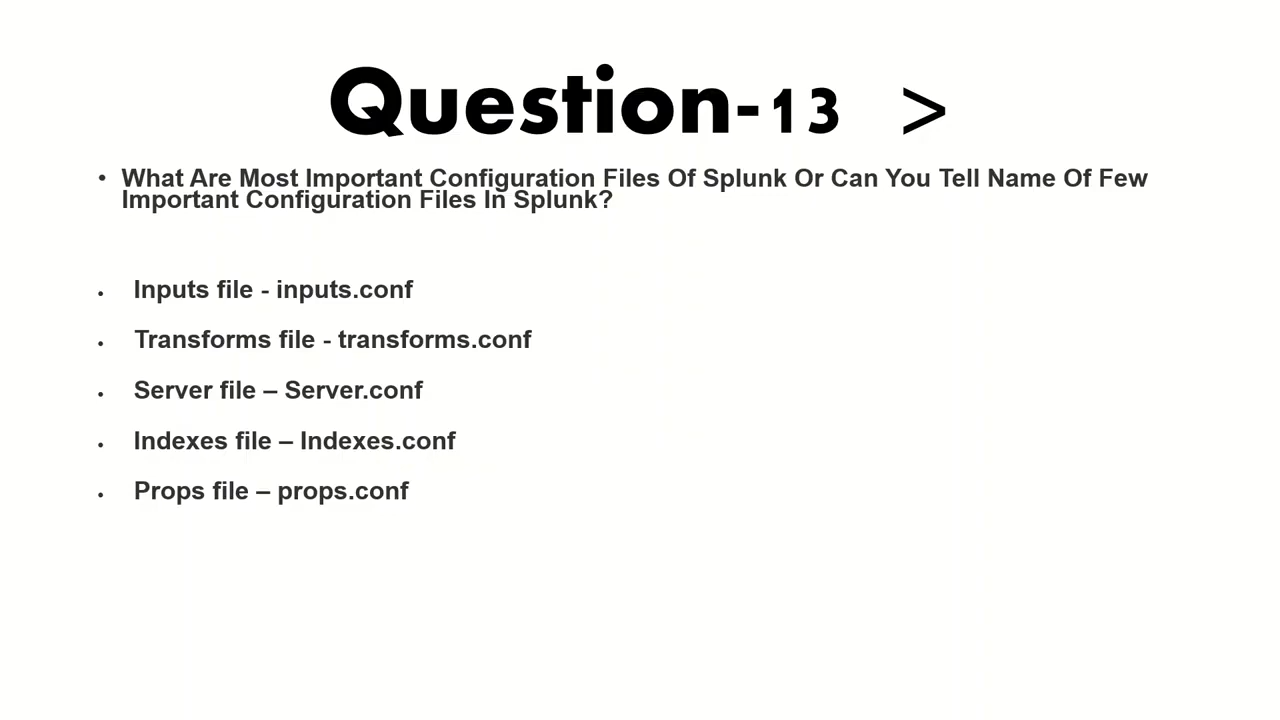 Question-13 >
• What Are Most Important Configuration Files Of Splunk Or Can You Tell Name Of Few
Important Configuration Files In Splunk?
• Inputs file - inputs.conf
• Transforms file - transforms.conf
• Server file – Server.conf
• Indexes file – Indexes.conf
• Props file – props.conf